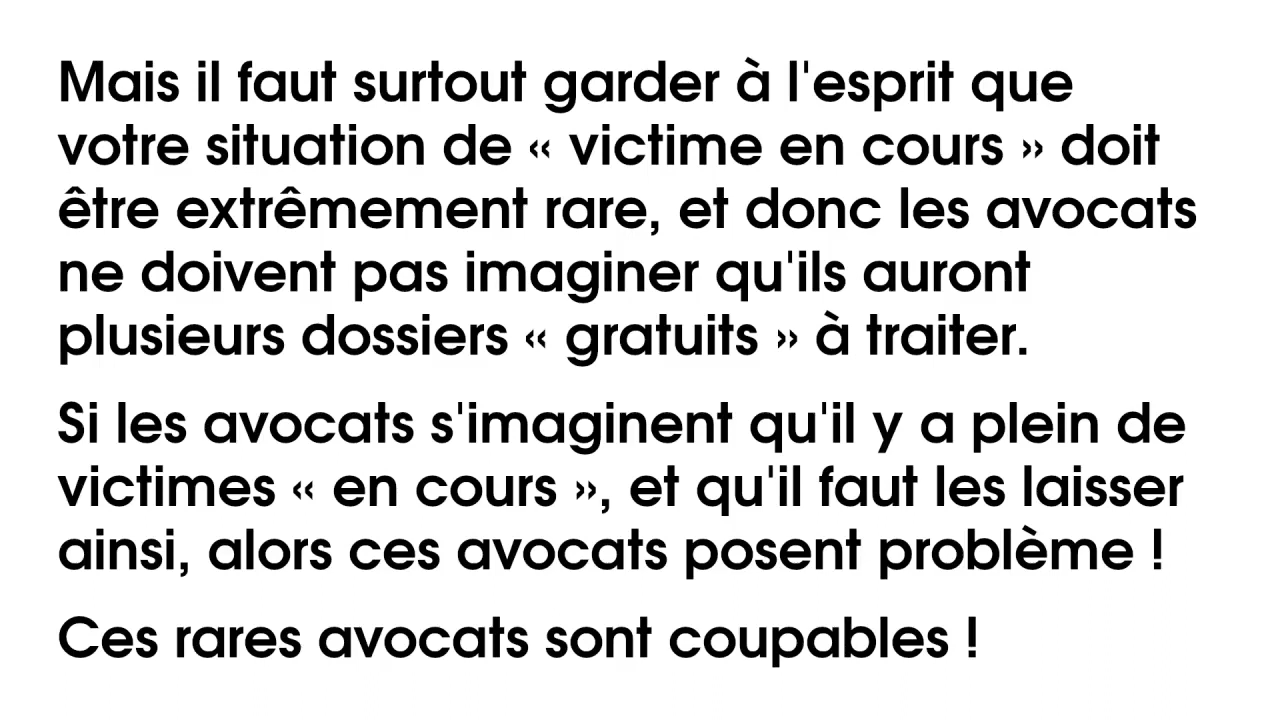 Mais il faut surtout garder à l'esprit que
votre situation de « victime en cours » doit
être extrêmement rare, et donc les avocats
ne doivent pas imaginer qu'ils auront
plusieurs dossiers « gratuits » à traiter.
Si les avocats s'imaginent qu'il y a plein de
victimes « en cours », et qu'il faut les laisser
ainsi, alors ces avocats posent problème !
Ces rares avocats sont coupables !